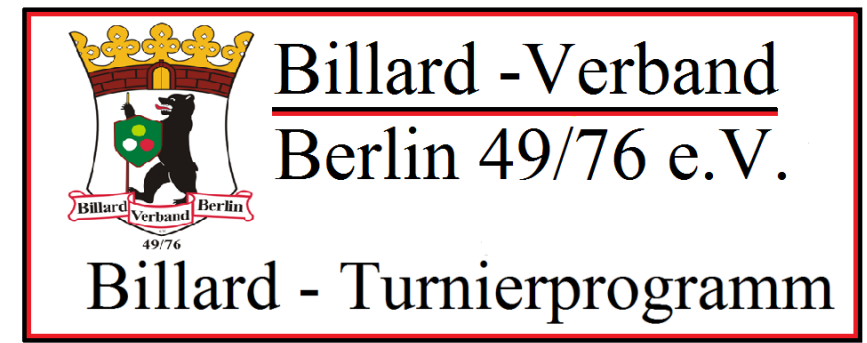 Billard -Verband
Berlin 49/76 e.V.
Billard Verband Berlin
49/76
Billard - Turnierprogramm